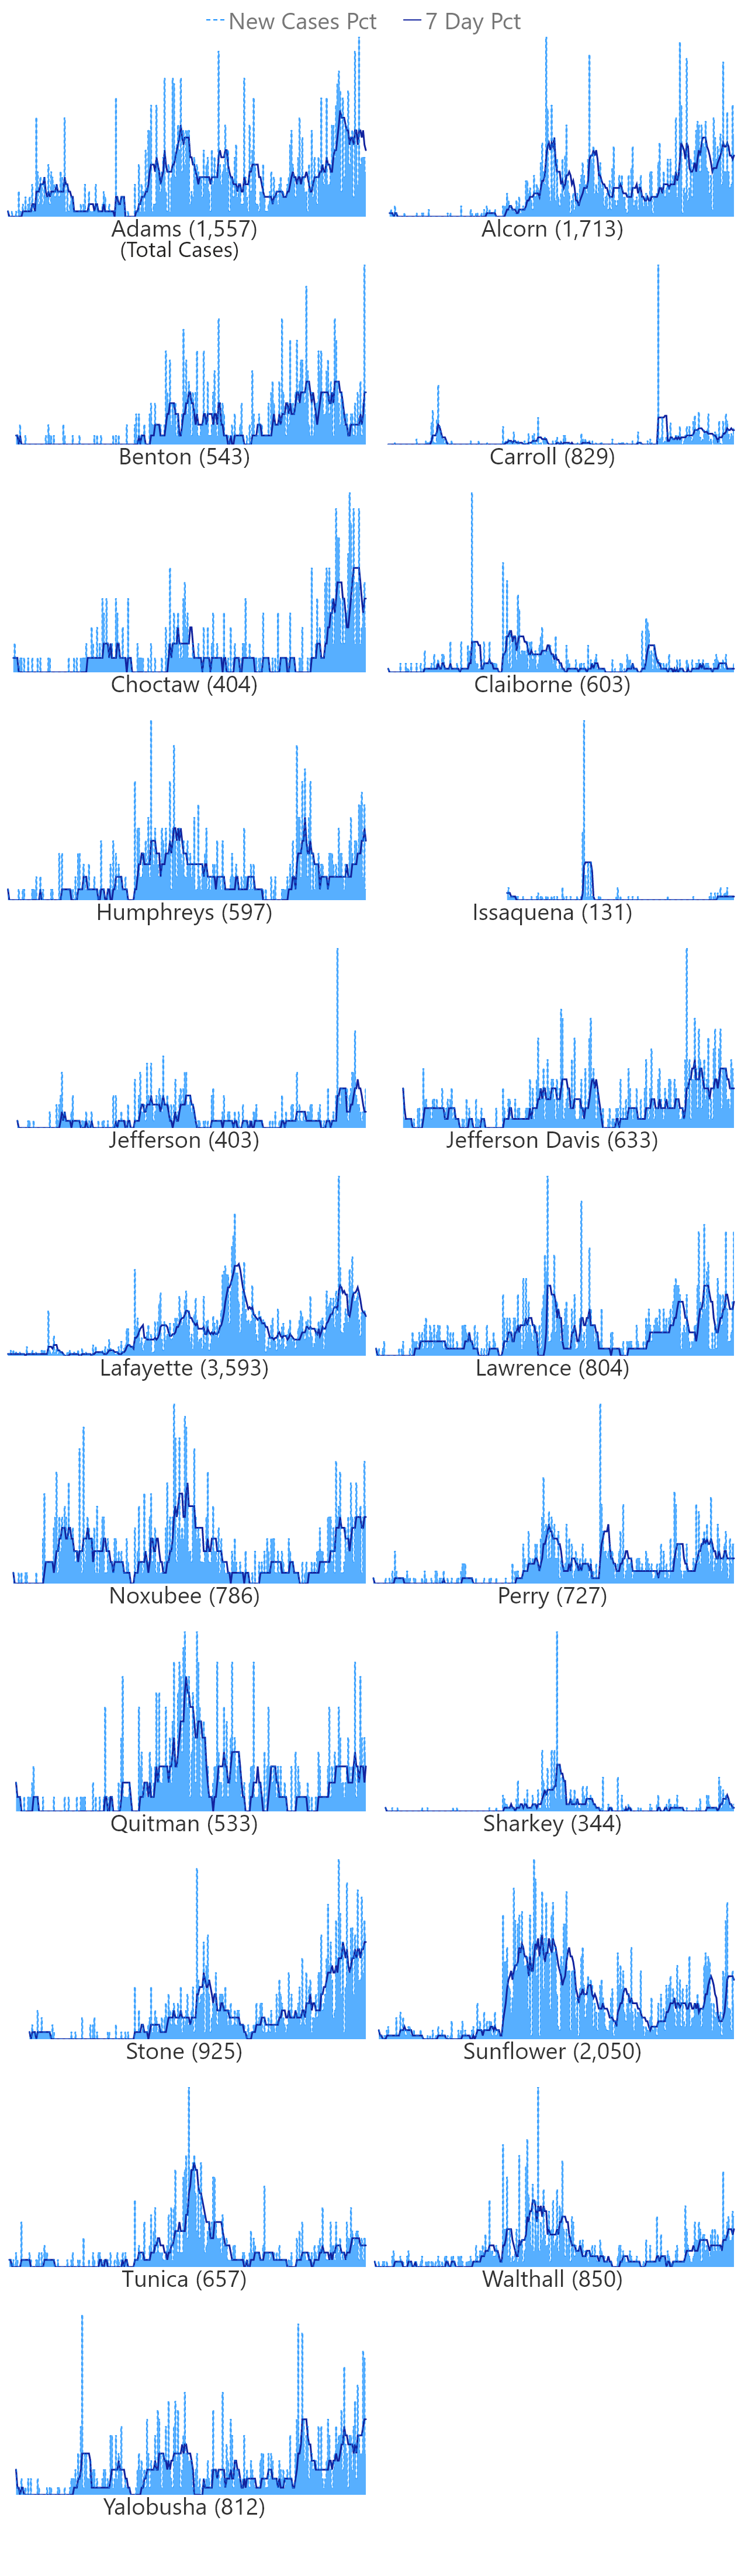 New Cases Pct 7 Day Pct
Adams (1,557) Alcorn (1,713)
(Total Cases)
Benton (543) Carroll (829)
Choctaw (404) Claiborne (603)
Humphreys (597) Issaquena (131)
Jefferson (403) Jefferson Davis (633)
Lafayette (3,593) Lawrence (804)
Noxubee (786) Perry (727)
Quitman (533) Sharkey (344)
Stone (925) Sunflower (2,050)
Tunica (657) Walthall (850)
Yalobusha (812)